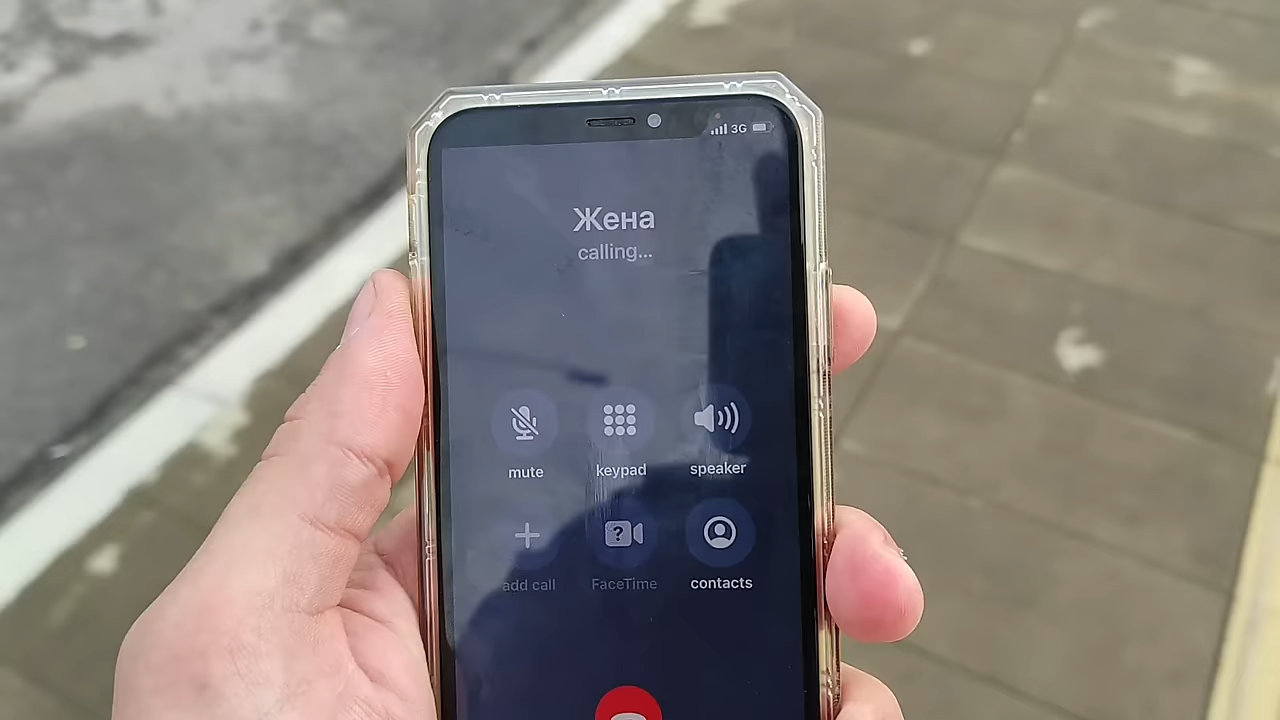 3G
Жена
calling...
mute keypad speaker
?
add call FaceTime contacts